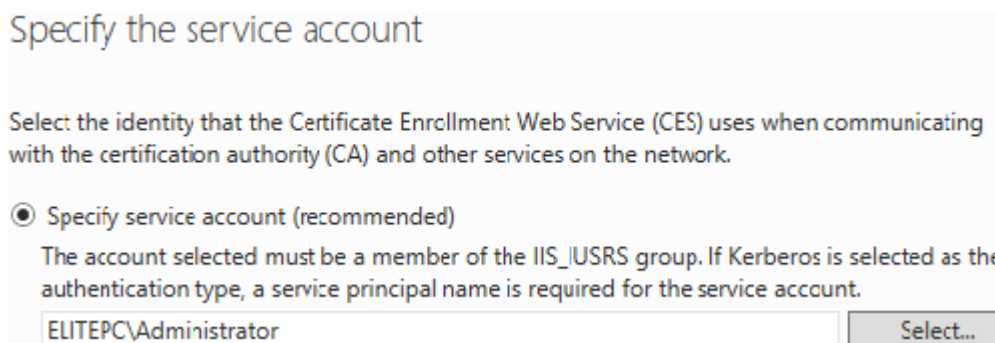 Specify the service account
Select the identity that the Certificate Enrollment Web Service (CES) uses when communicating
with the certification authority (CA) and other services on the network.
Specify service account (recommended)
The account selected must be a member of the IIS_IUSRS group. If Kerberos is selected as the
authentication type, a service principal name is required for the service account.
ELITEPC\Administrator Select...